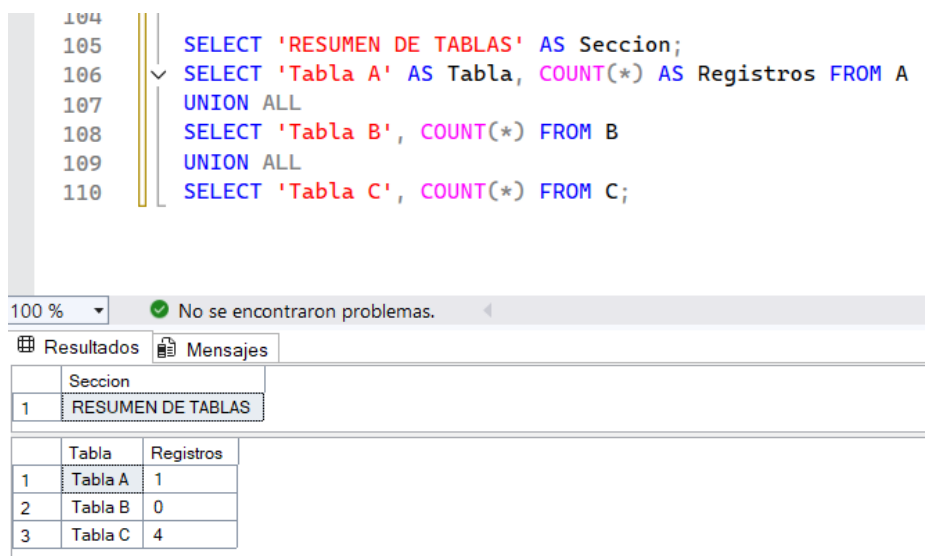 104
105 SELECT 'RESUMEN DE TABLAS' AS Seccion;
106 SELECT 'Tabla A' AS Tabla, COUNT(*) AS Registros FROM A
107 UNION ALL
108 SELECT 'Tabla B', COUNT(*) FROM B
109 UNION ALL
110 SELECT 'Tabla C', COUNT(*) FROM C;
100 % No se encontraron problemas.
Resultados Mensajes
Seccion
1 RESUMEN DE TABLAS
Tabla Registros
1 Tabla A 1
2 Tabla B 0
3 Tabla C 4